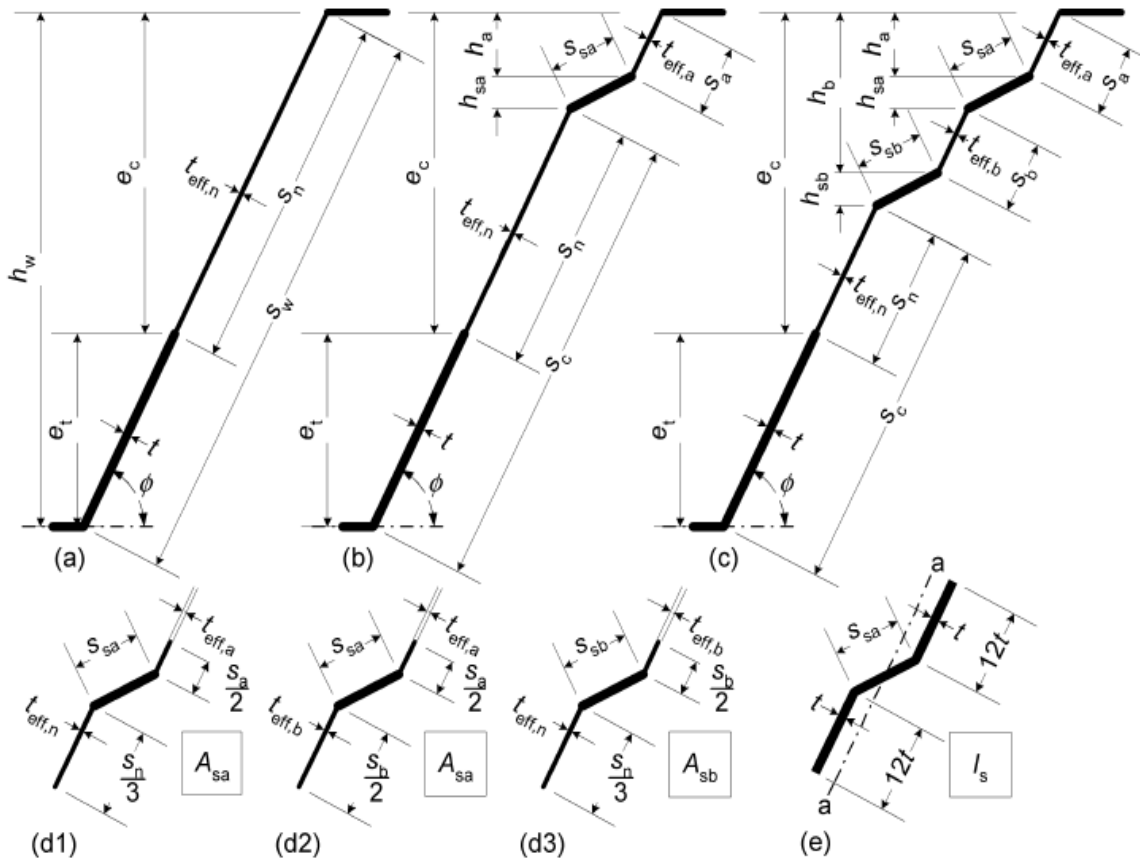 h_w
e_c
e_t
t_eff,n
s_n
s_w
t
ϕ
(a)
e_c
e_t
h_a
h_sa
s_sa
t_eff,a
s_a
t_eff,n
s_n
s_c
t
ϕ
(b)
e_c
e_t
h_a
h_sa
h_b
h_sb
s_sa
t_eff,a
s_a
s_sb
t_eff,b
s_b
t_eff,n
s_n
s_c
t
ϕ
(c)
s_sa
t_eff,a
s_a/2
t_eff,n
s_n/3
A_sa
(d1)
s_sa
t_eff,a
s_a/2
t_eff,b
s_b/2
A_sa
(d2)
s_sb
t_eff,b
s_b/2
t_eff,n
s_n/3
A_sb
(d3)
a
s_sa
t
12t
t
12t
a
I_s
(e)